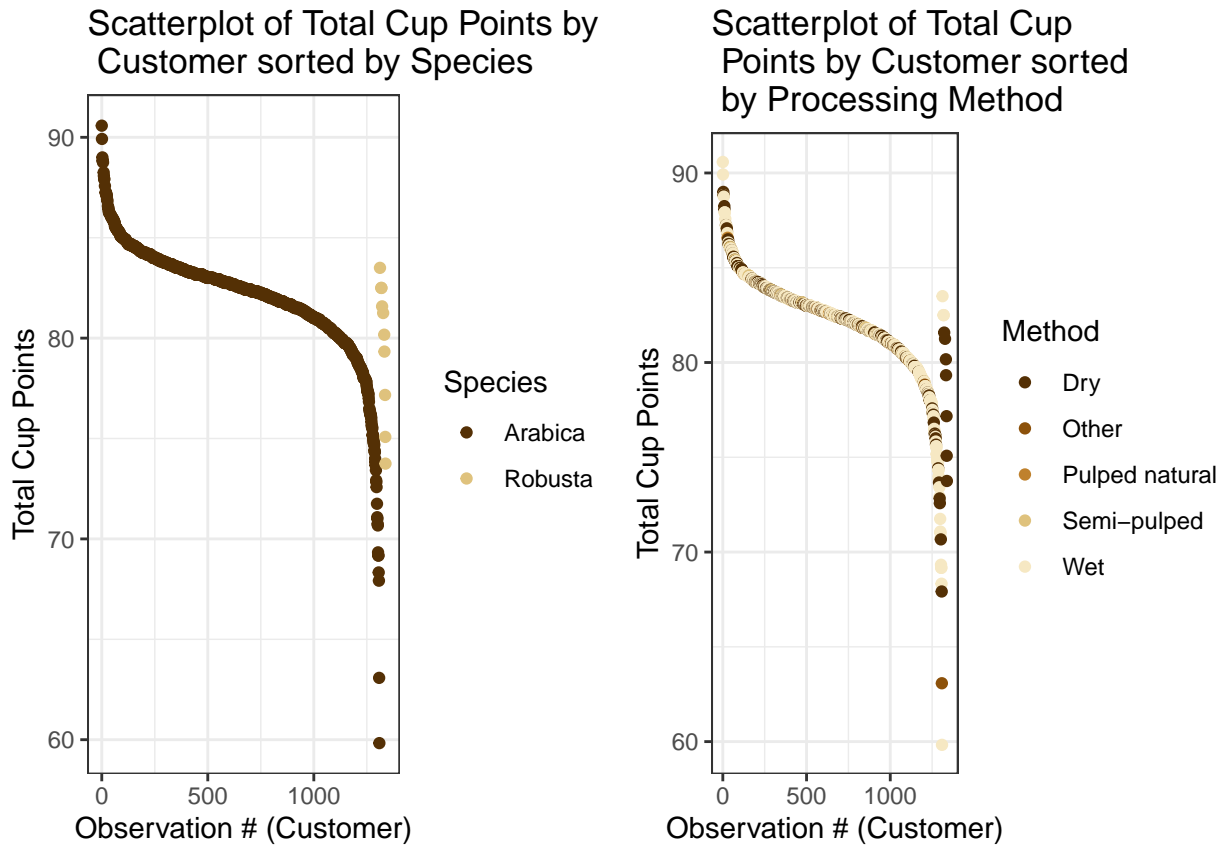 Scatterplot of Total Cup Points by
Customer sorted by Species
90
80
70
60
Total Cup Points
0 500 1000
Observation # (Customer)
Species
Arabica
Robusta
Scatterplot of Total Cup
Points by Customer sorted
by Processing Method
90
80
70
60
Total Cup Points
0 500 1000
Observation # (Customer)
Method
Dry
Other
Pulped natural
Semi−pulped
Wet